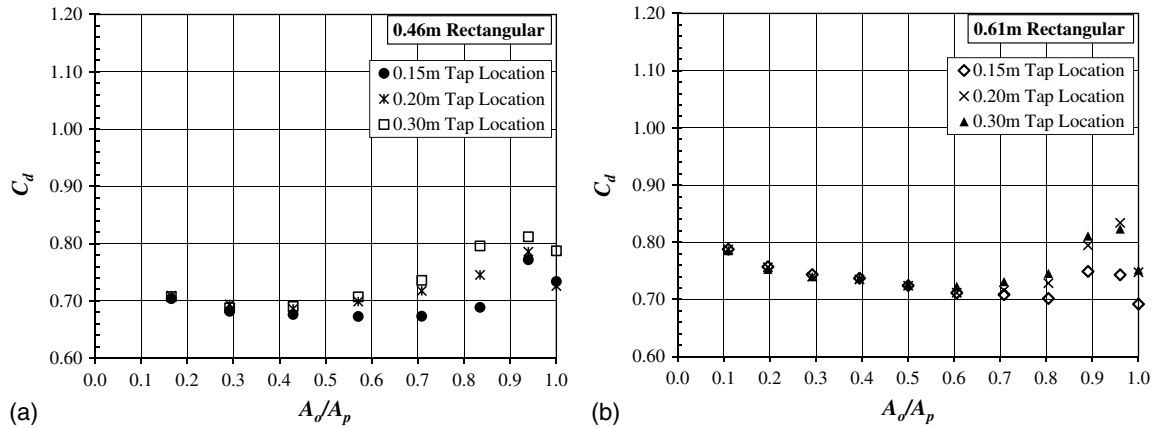 0.46m Rectangular
0.15m Tap Location
0.20m Tap Location
0.30m Tap Location
1.20
1.10
1.00
0.90
0.80
0.70
0.60
C_d
0.0 0.1 0.2 0.3 0.4 0.5 0.6 0.7 0.8 0.9 1.0
A_o/A_p
(a)
0.61m Rectangular
0.15m Tap Location
0.20m Tap Location
0.30m Tap Location
1.20
1.10
1.00
0.90
0.80
0.70
0.60
C_d
0.0 0.1 0.2 0.3 0.4 0.5 0.6 0.7 0.8 0.9 1.0
A_o/A_p
(b)